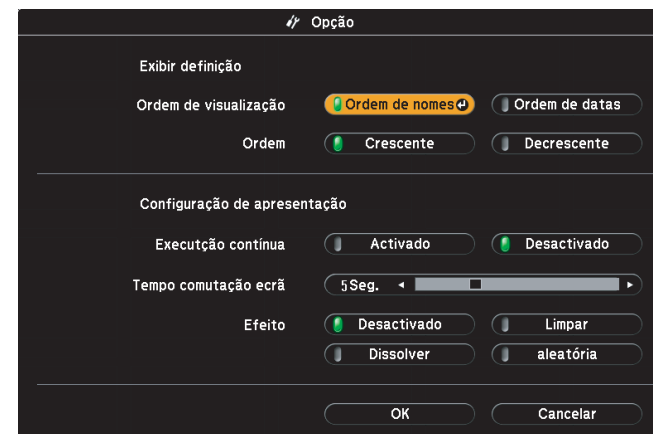 Opção
Exibir definição
Ordem de visualização Ordem de nomes Ordem de datas
Ordem Crescente Decrescente
Configuração de apresentação
Executção contínua Activado Desactivado
Tempo comutação ecrã 5Seg.
Efeito Desactivado Limpar
Dissolver aleatória
OK Cancelar